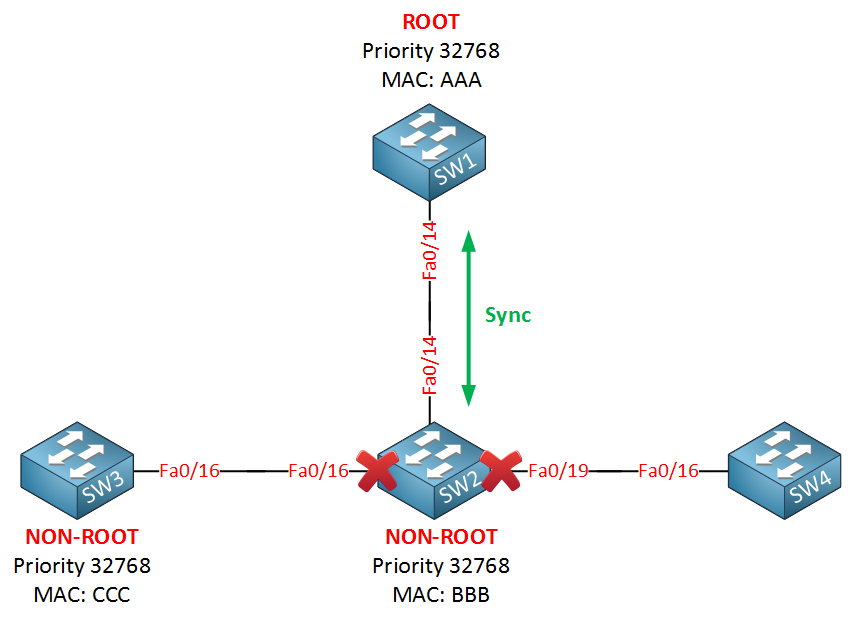 ROOT
Priority 32768
MAC: AAA
SW1
Fa0/14
Sync
Fa0/14
SW3
Fa0/16
Fa0/16
SW2
Fa0/19
Fa0/16
SW4
NON-ROOT
Priority 32768
MAC: CCC
NON-ROOT
Priority 32768
MAC: BBB